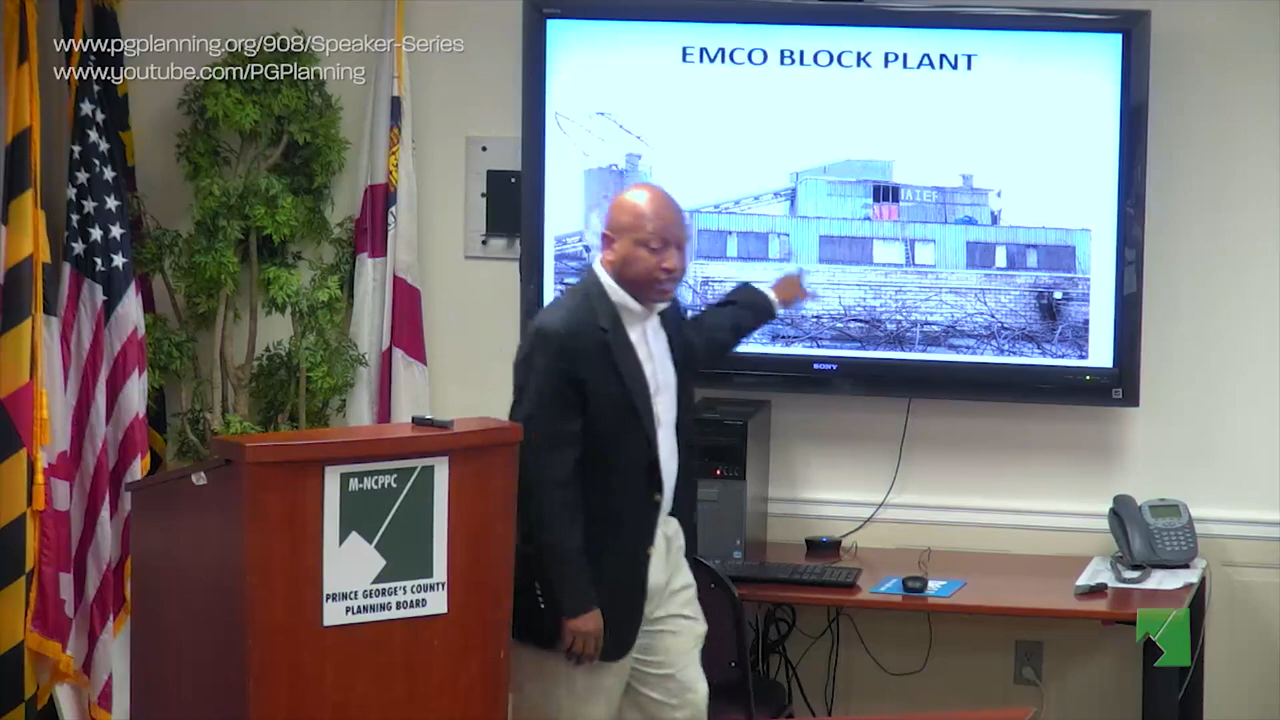 www.pgplanning.org/908/Speaker-Series
www.youtube.com/PGPlanning
EMCO BLOCK PLANT
SONY
M-NCPPC
PRINCE GEORGE'S COUNTY
PLANNING BOARD